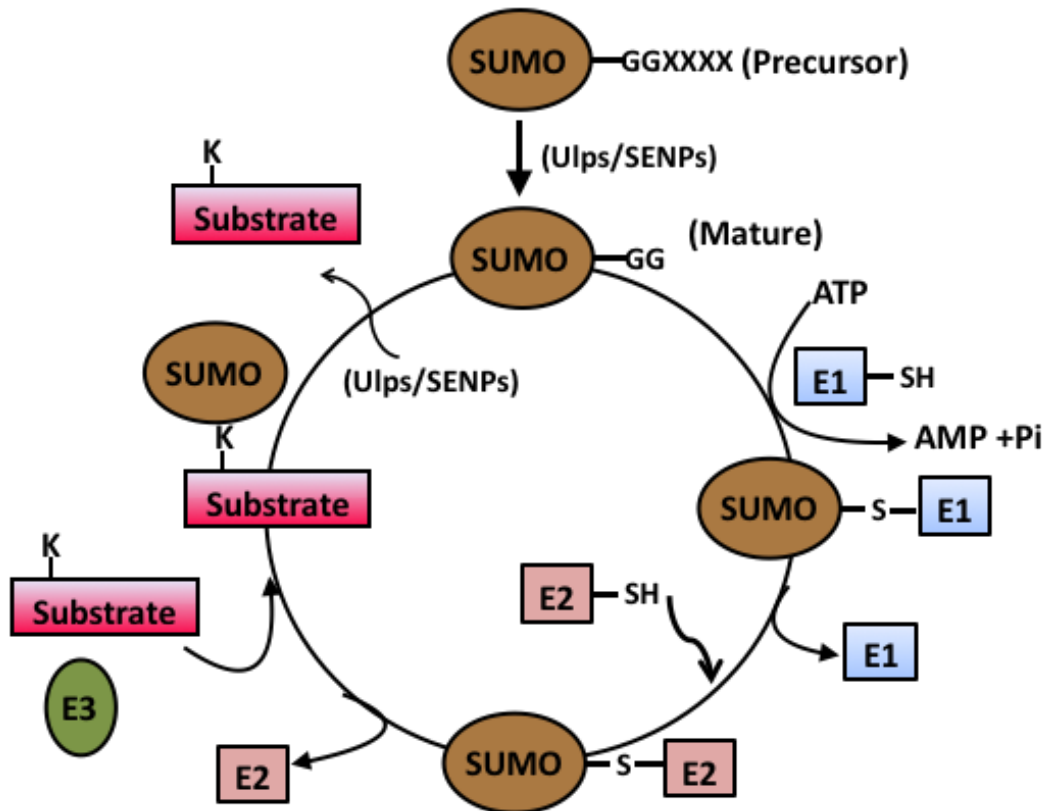 SUMO
GGXXXX (Precursor)
(Ulps/SENPs)
K
Substrate
SUMO
GG
(Mature)
ATP
E1
SH
AMP +Pi
SUMO
(Ulps/SENPs)
K
Substrate
SUMO
S
E1
K
Substrate
E2
SH
E1
E3
E2
SUMO
S
E2